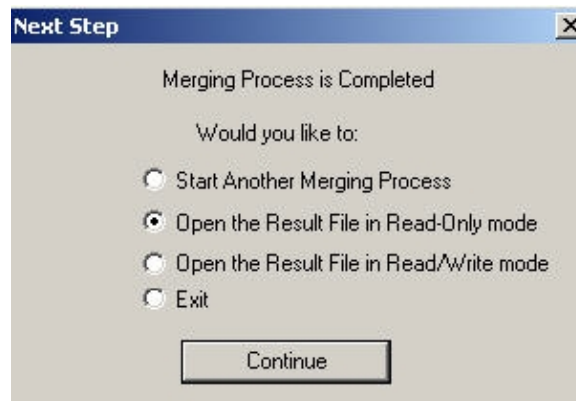 Next Step
Merging Process is Completed
Would you like to:
Start Another Merging Process
Open the Result File in Read-Only mode
Open the Result File in Read/Write mode
Exit
Continue